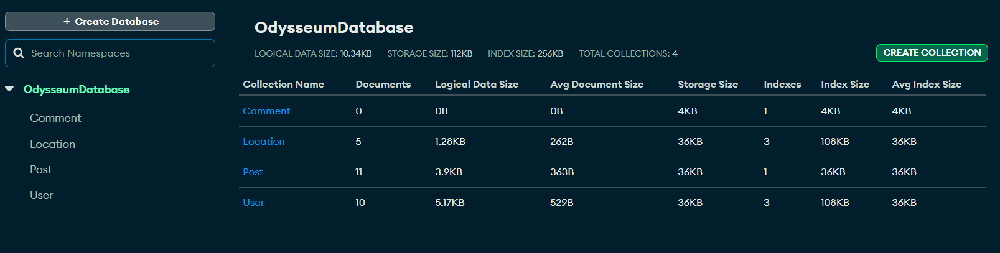 + Create Database
Search Namespaces
OdysseumDatabase
Comment
Location
Post
User
OdysseumDatabase
LOGICAL DATA SIZE: 10.34KB STORAGE SIZE: 112KB INDEX SIZE: 256KB TOTAL COLLECTIONS: 4
CREATE COLLECTION
Collection Name Documents Logical Data Size Avg Document Size Storage Size Indexes Index Size Avg Index Size
Comment 0 0B 0B 4KB 1 4KB 4KB
Location 5 1.28KB 262B 36KB 3 108KB 36KB
Post 11 3.9KB 363B 36KB 1 36KB 36KB
User 10 5.17KB 529B 36KB 3 108KB 36KB